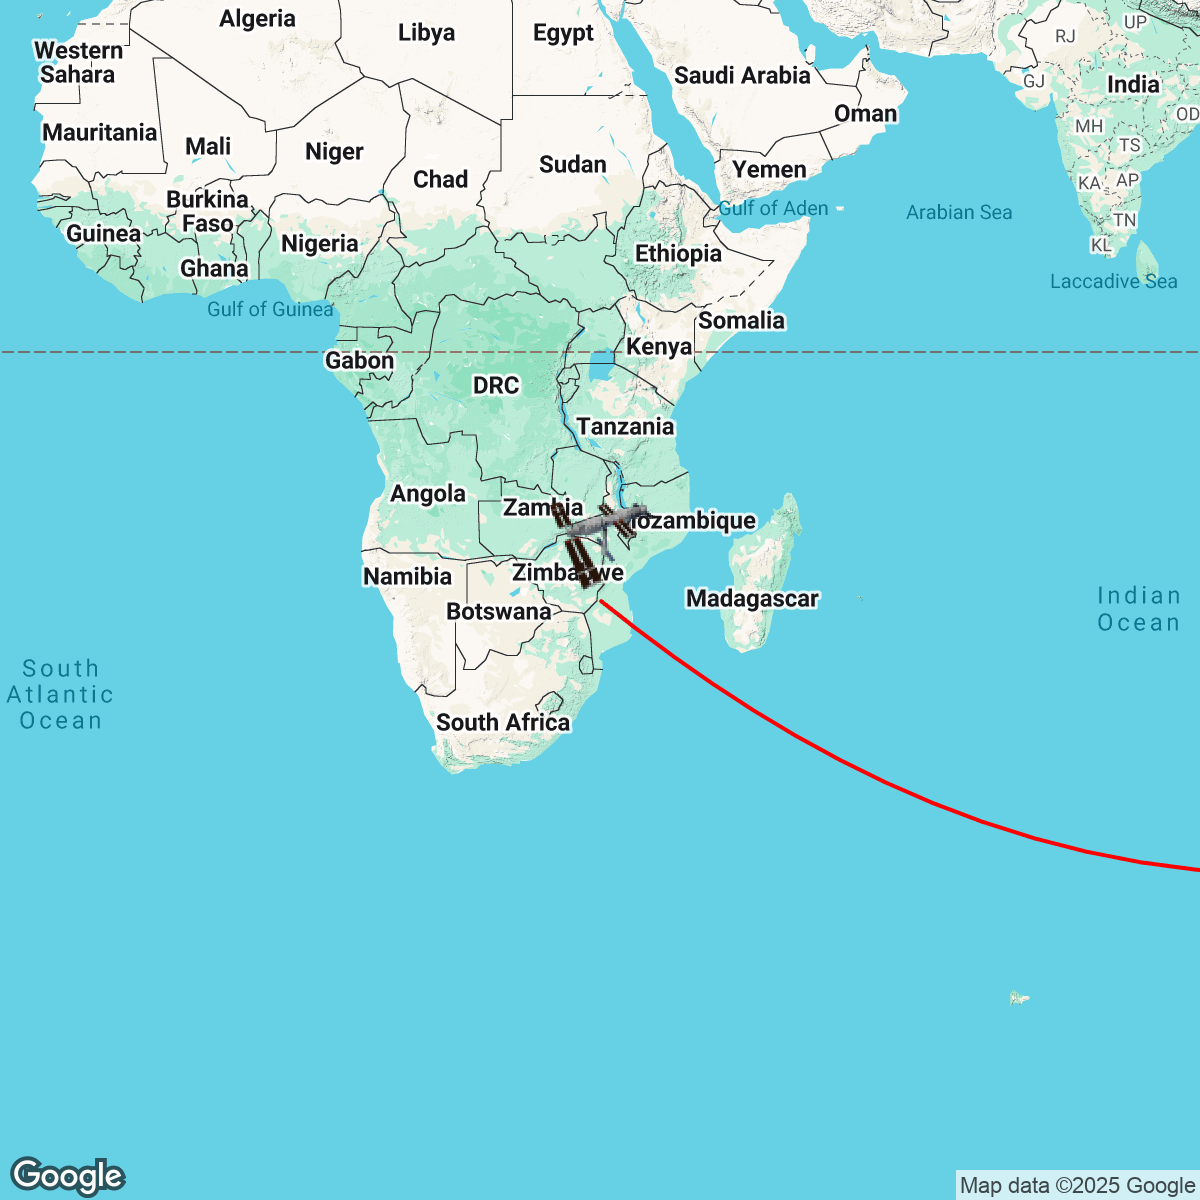 Algeria
Libya
Egypt
Western
Sahara
Saudi Arabia
UP
RJ
GJ
India
Oman
OD
Mauritania
Mali
Niger
Chad
Sudan
Yemen
MH
TS
KA
AP
TN
KL
Burkina
Faso
Guinea
Nigeria
Ghana
Ethiopia
Gulf of Aden
Arabian Sea
Laccadive Sea
Gulf of Guinea
Somalia
Kenya
Gabon
DRC
Tanzania
Angola
Zambia
Mozambique
Namibia
Zimbabwe
Botswana
Madagascar
Indian
Ocean
South
Atlantic
Ocean
South Africa
Google
Map data ©2025 Google